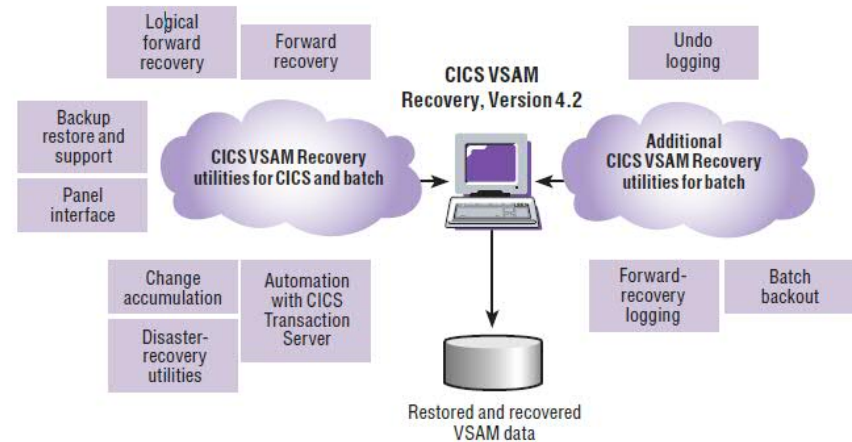 Logical
forward
recovery
Forward
recovery
Backup
restore and
support
Panel
interface
CICS VSAM Recovery
utilities for CICS and batch
Change
accumulation
Automation
with CICS
Transaction
Server
Disaster-
recovery
utilities
CICS VSAM
Recovery, Version 4.2
Restored and recovered
VSAM data
Undo
logging
Additional
CICS VSAM Recovery
utilities for batch
Forward-
recovery
logging
Batch
backout